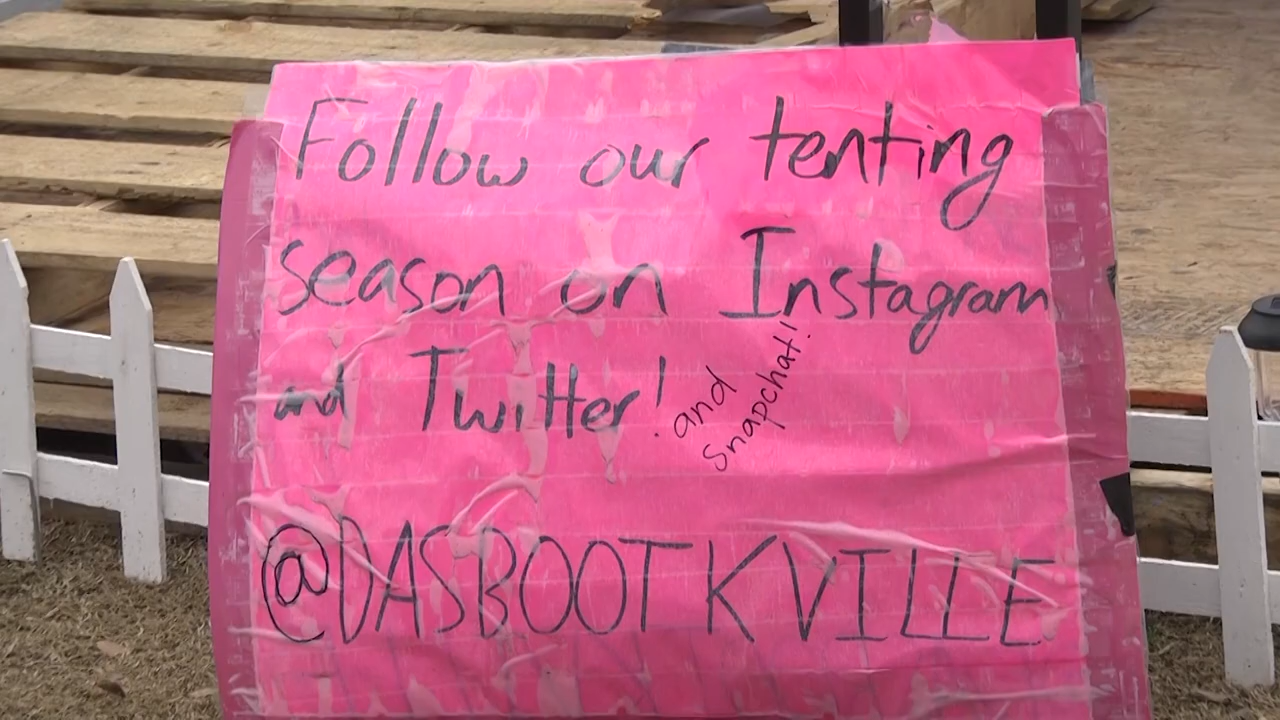 Follow our tenting
season on Instagram
and Twitter! and
Snapchat!
@DASBOOTKVILLE